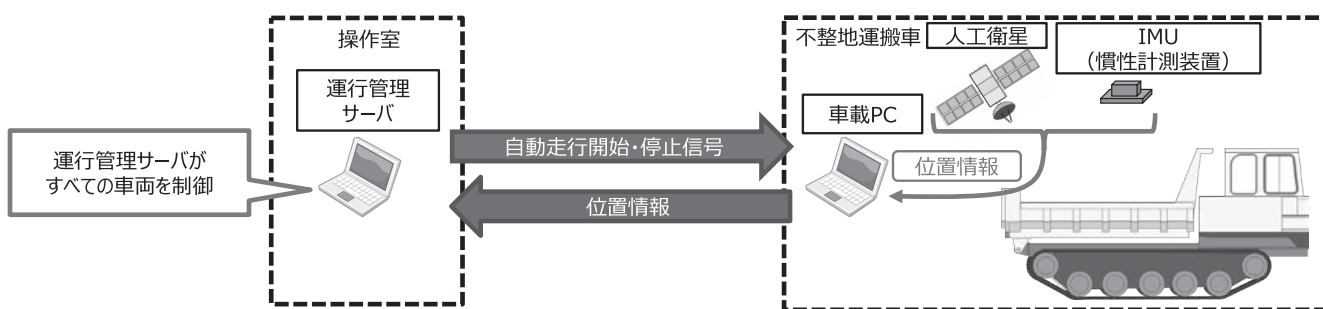 操作室
運行管理
サーバ
運行管理サーバが
すべての車両を制御
自動走行開始・停止信号
位置情報
不整地運搬車
人工衛星
IMU
（慣性計測装置）
車載PC
位置情報